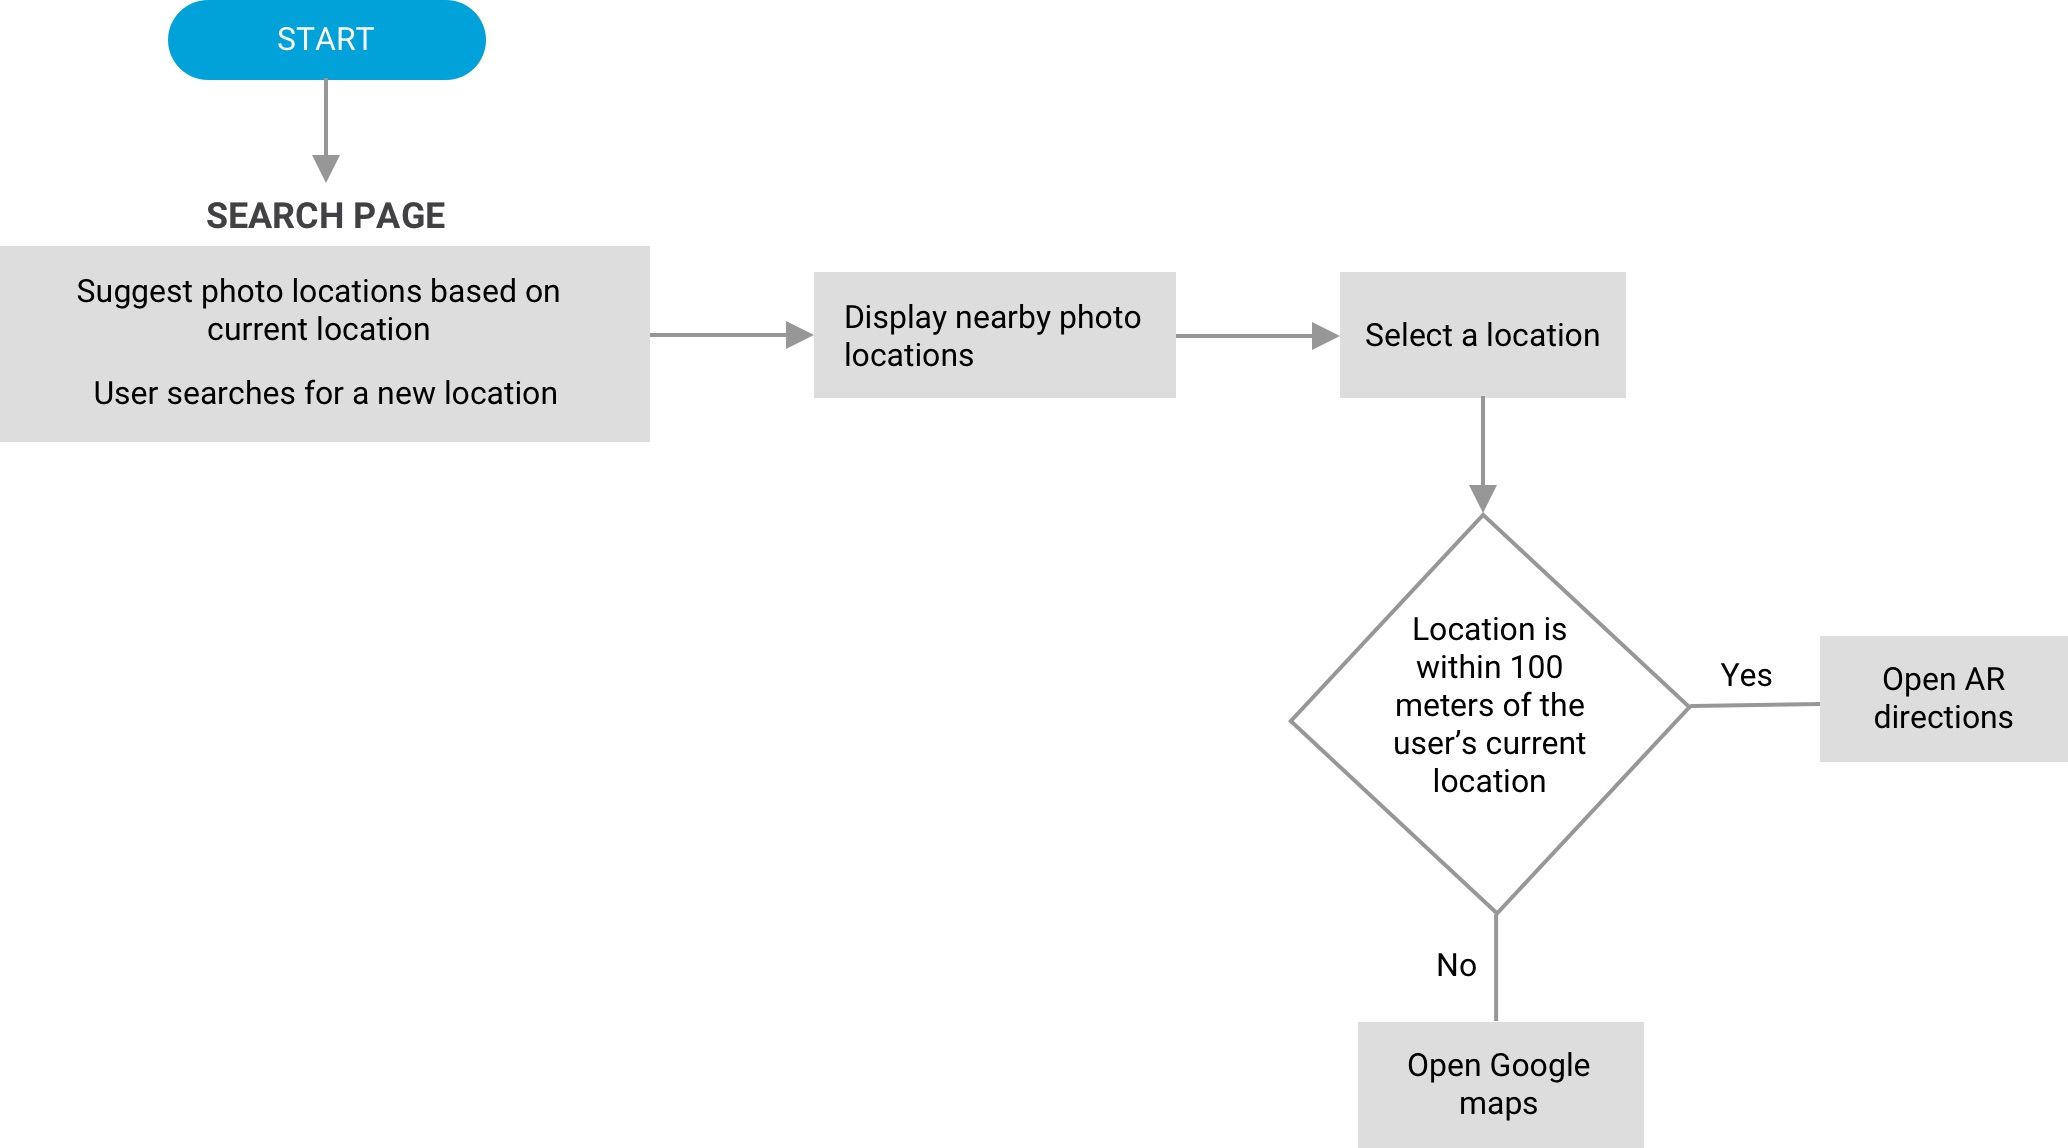 START
SEARCH PAGE
Suggest photo locations based on
current location
User searches for a new location
Display nearby photo
locations
Select a location
Location is
within 100
meters of the
user’s current
location
Yes
Open AR
directions
No
Open Google
maps